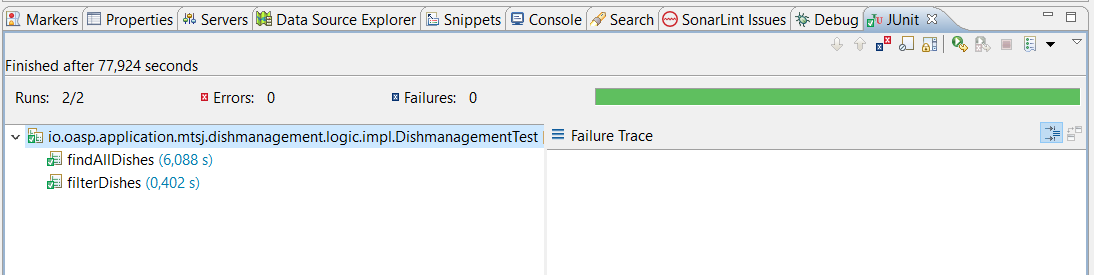 Markers Properties Servers Data Source Explorer Snippets Console Search SonarLint Issues Debug JUnit
Finished after 77,924 seconds
Runs: 2/2 Errors: 0 Failures: 0
io.oasp.application.mtsj.dishmanagement.logic.impl.DishmanagementTest Failure Trace
findAllDishes (6,088 s)
filterDishes (0,402 s)